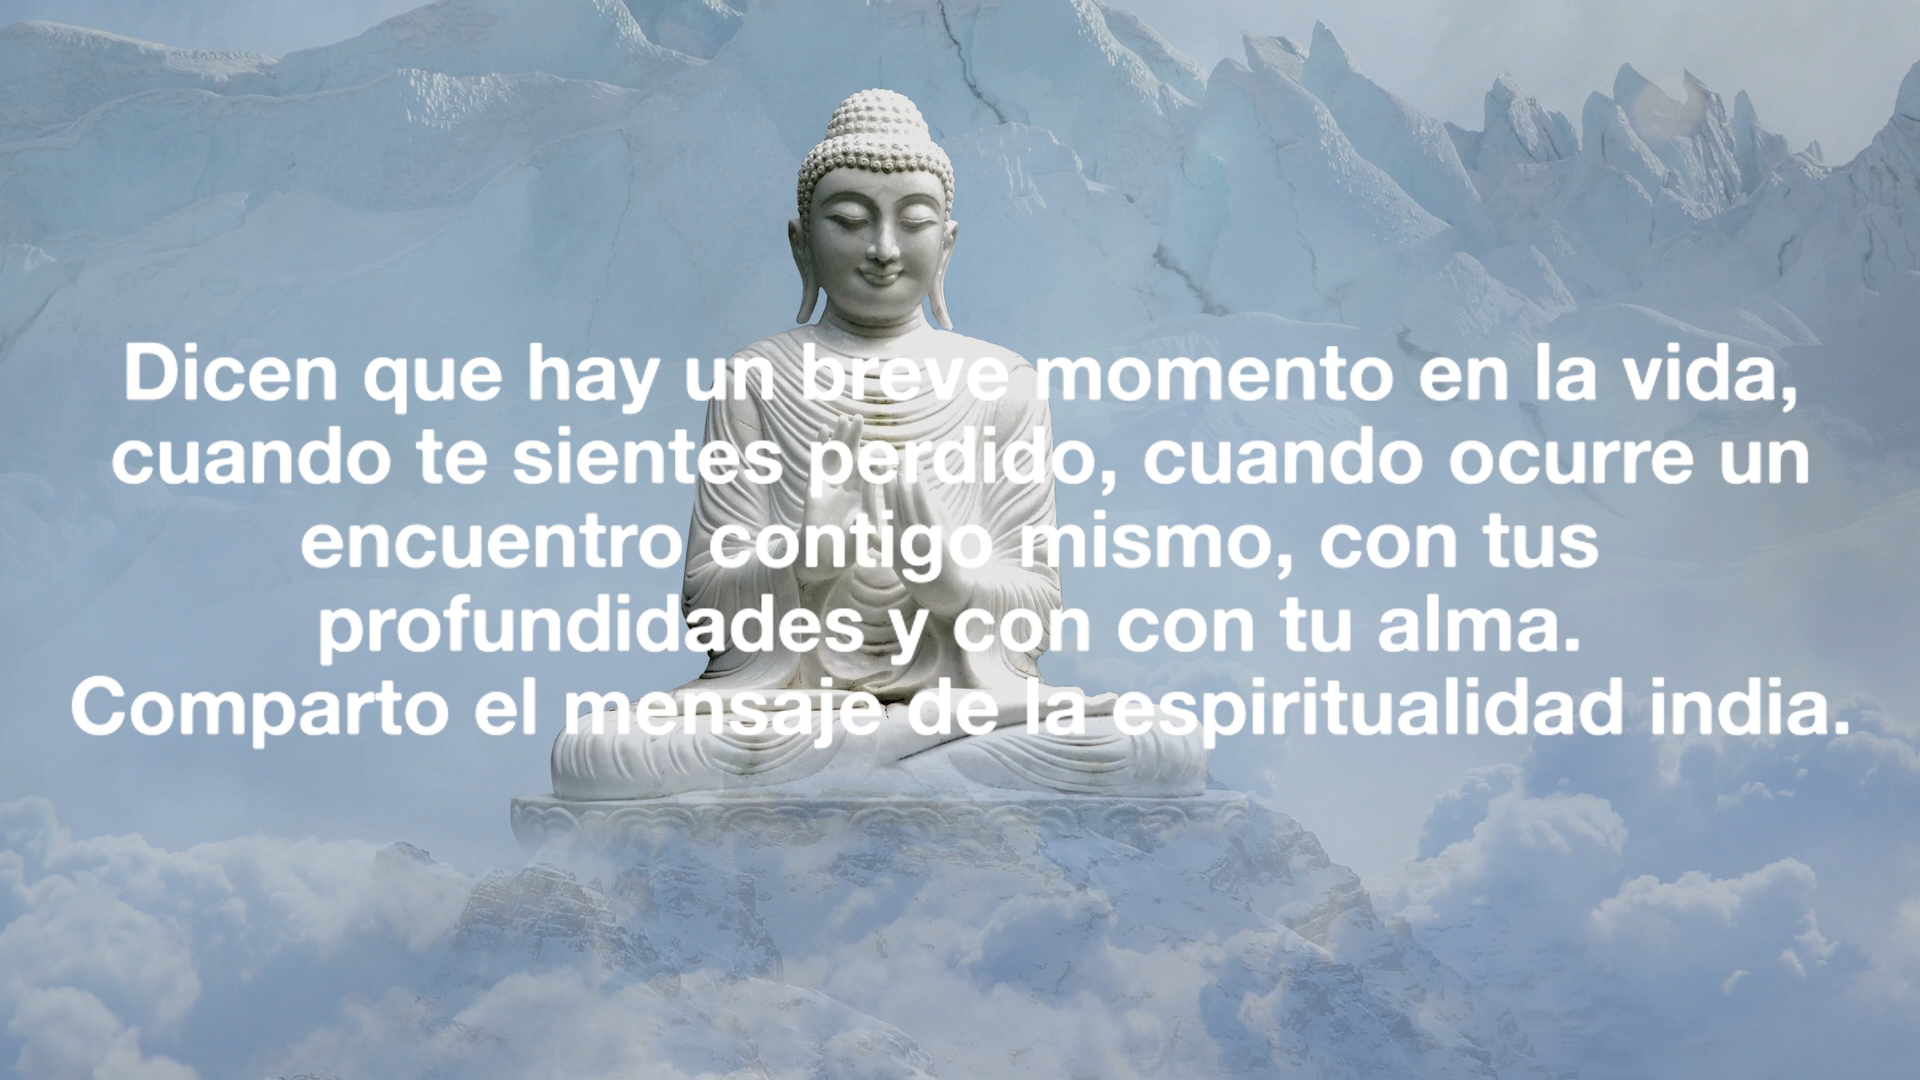 Dicen que hay un breve momento en la vida,
cuando te sientes perdido, cuando ocurre un
encuentro contigo mismo, con tus
profundidades y con con tu alma.
Comparto el mensaje de la espiritualidad india.